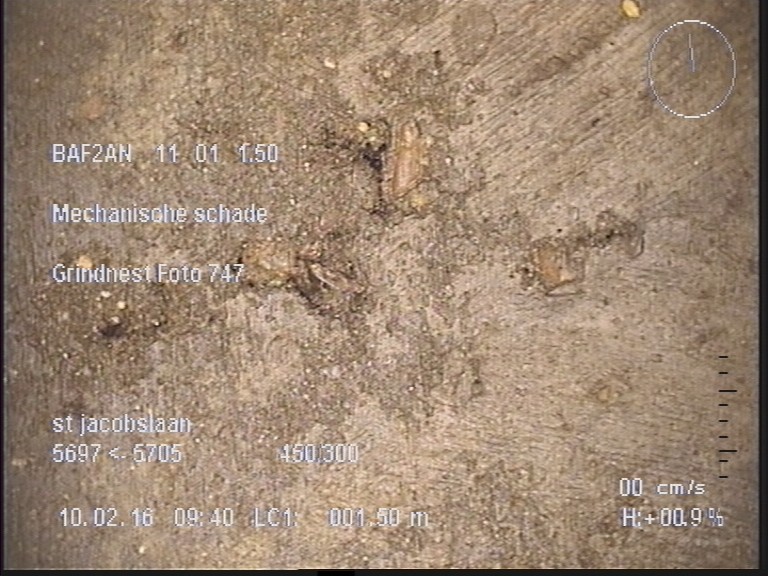 BAF2AN 11 01 1.50
Mechanische schade
Grindnest Foto 747
st jacobslaan
5697 <- 5705 450/300
00 cm/s
10.02.16 09:40 LC1: 001.50 m H:+00.9 %